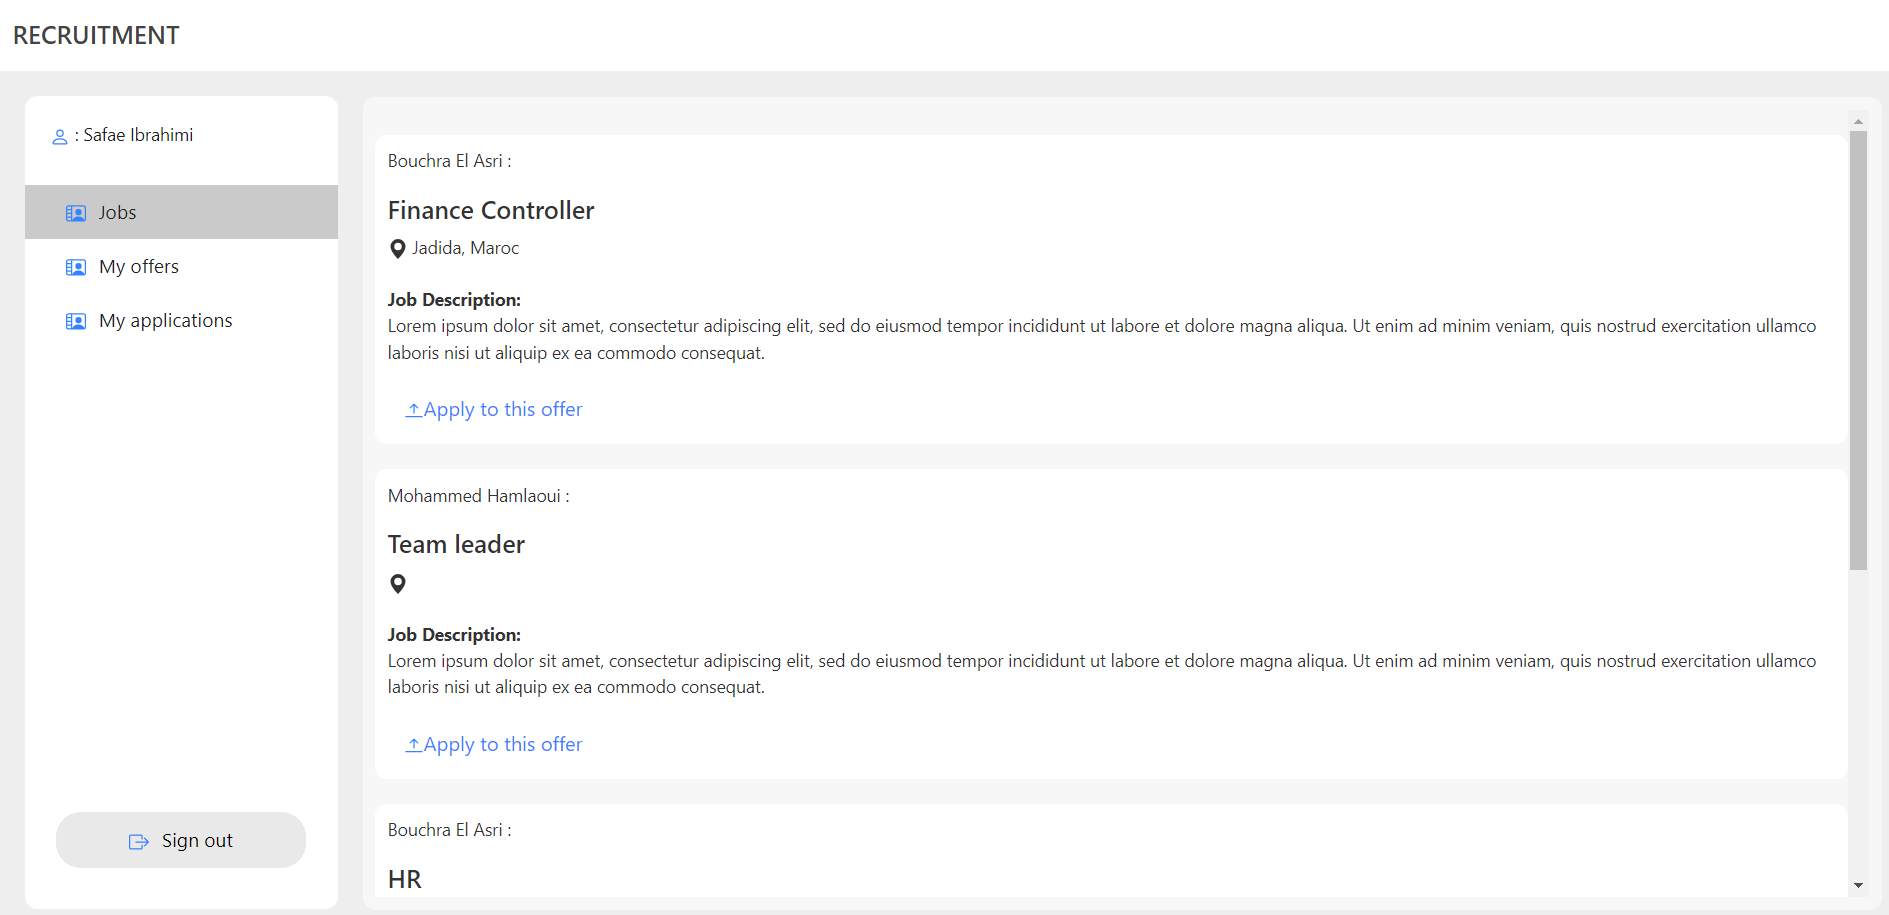 RECRUITMENT
: Safae Ibrahimi
Jobs
My offers
My applications
Sign out
Bouchra El Asri :
Finance Controller
Jadida, Maroc
Job Description:
Lorem ipsum dolor sit amet, consectetur adipiscing elit, sed do eiusmod tempor incididunt ut labore et dolore magna aliqua. Ut enim ad minim veniam, quis nostrud exercitation ullamco
laboris nisi ut aliquip ex ea commodo consequat.
Apply to this offer
Mohammed Hamlaoui :
Team leader
Job Description:
Lorem ipsum dolor sit amet, consectetur adipiscing elit, sed do eiusmod tempor incididunt ut labore et dolore magna aliqua. Ut enim ad minim veniam, quis nostrud exercitation ullamco
laboris nisi ut aliquip ex ea commodo consequat.
Apply to this offer
Bouchra El Asri :
HR